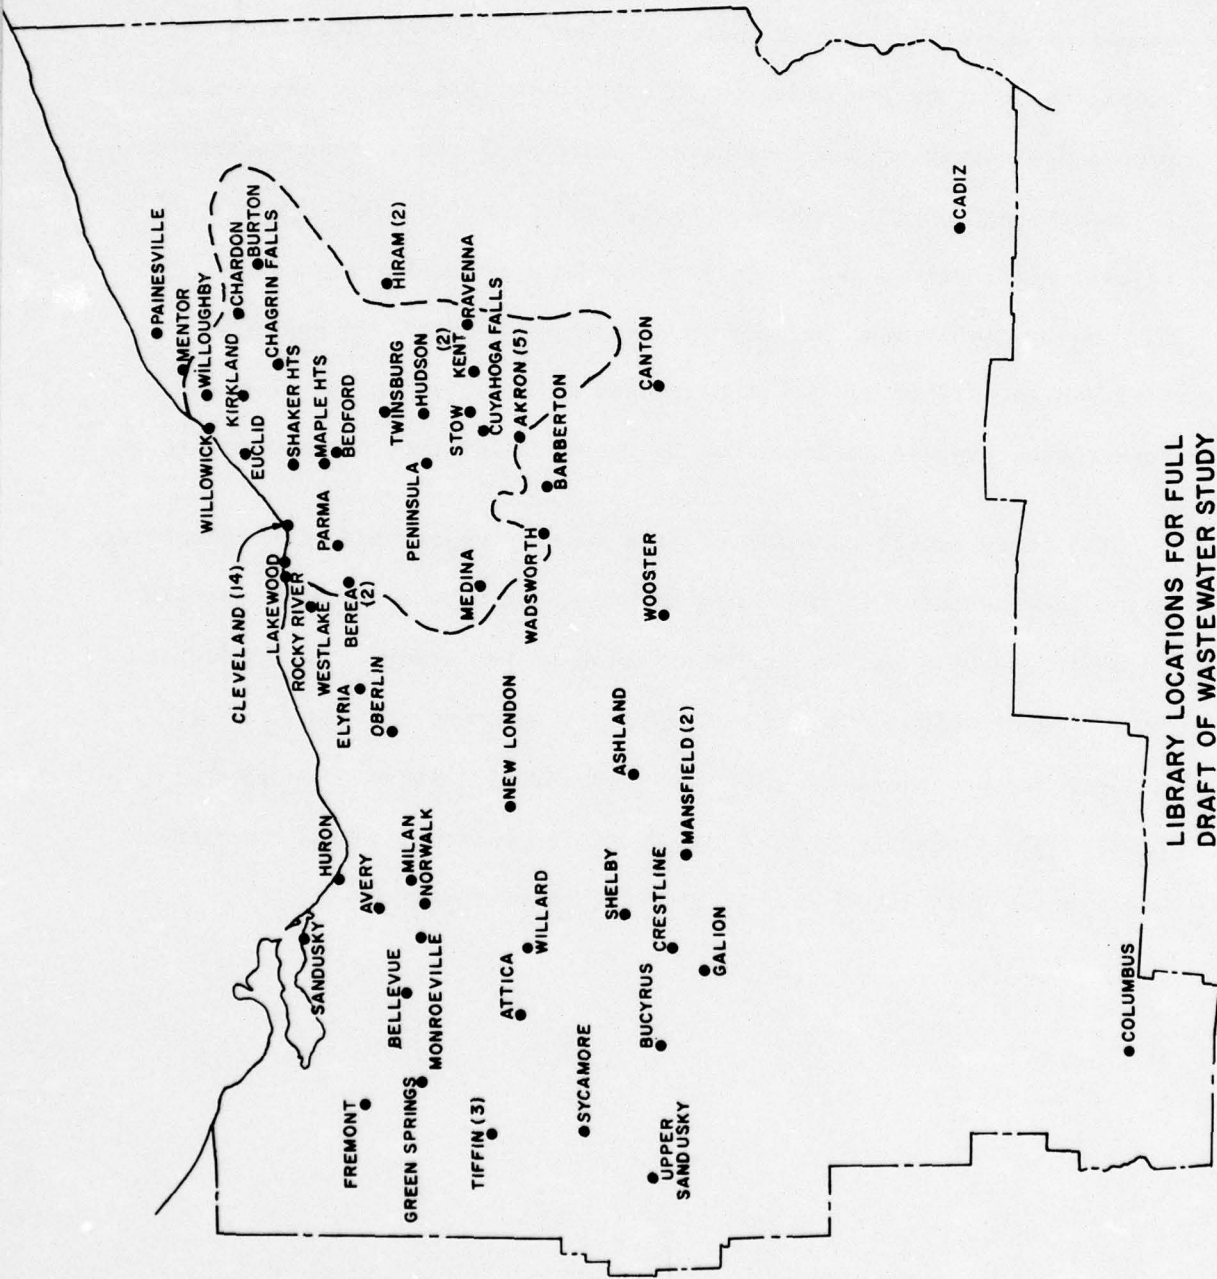 PAINESVILLE
MENTOR
WILLOUGHBY
WILLOWICK
KIRKLAND
CHARDON
BURTON
CHAGRIN FALLS
EUCLID
SHAKER HTS
MAPLE HTS
BEDFORD
CLEVELAND (14)
LAKEWOOD
ROCKY RIVER
WESTLAKE
PARMA
BEREA
(2)
ELYRIA
OBERLIN
HIRAM (2)
TWINSBURG
HUDSON
PENINSULA
RAVENNA
KENT
(2)
STOW
CUYAHOGA FALLS
AKRON (5)
BARBERTON
MEDINA
WADSWORTH
CANTON
WOOSTER
CADIZ
HURON
AVERY
MILAN
NORWALK
SANDUSKY
BELLEVUE
MONROEVILLE
FREMONT
GREEN SPRINGS
NEW LONDON
WILLARD
ATTICA
TIFFIN (3)
ASHLAND
MANSFIELD (2)
SHELBY
CRESTLINE
GALION
BUCYRUS
SYCAMORE
UPPER
SANDUSKY
COLUMBUS
LIBRARY LOCATIONS FOR FULL
DRAFT OF WASTEWATER STUDY